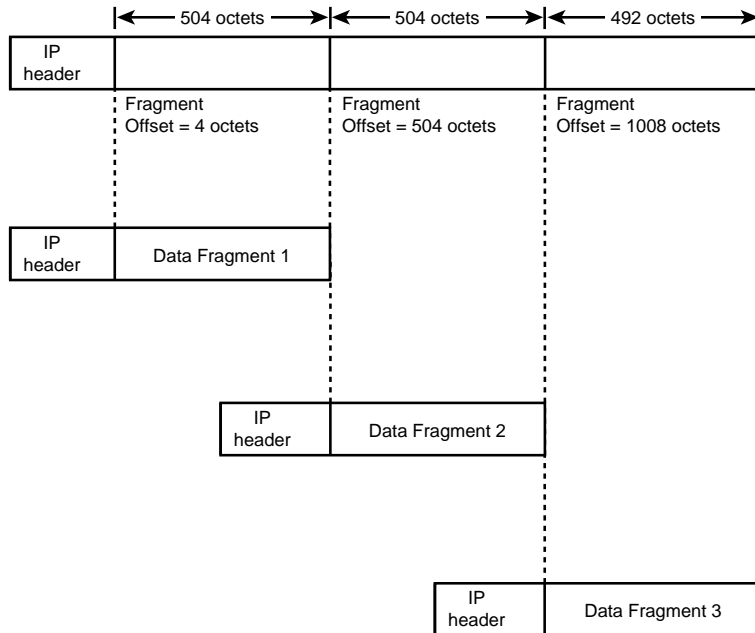 504 octets 504 octets 492 octets
IP
header
Fragment
Offset = 4 octets
Fragment
Offset = 504 octets
Fragment
Offset = 1008 octets
IP
header
Data Fragment 1
IP
header
Data Fragment 2
IP
header
Data Fragment 3